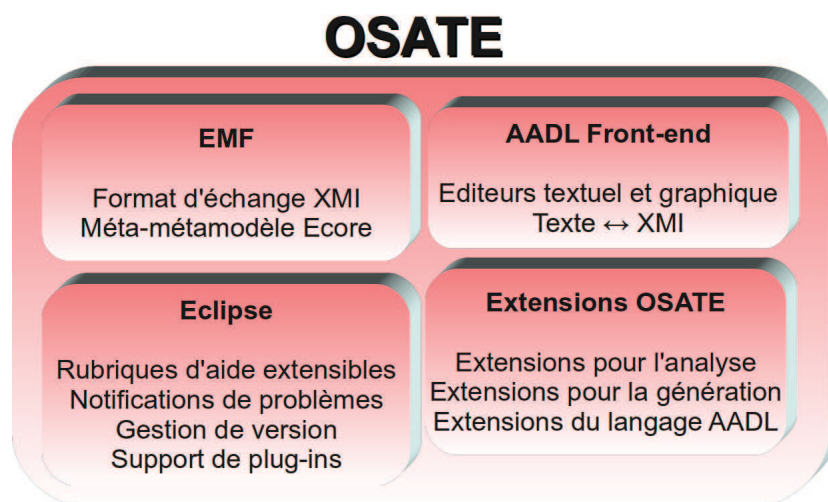 OSATE
EMF
Format d'échange XMI
Méta-métamodèle Ecore
AADL Front-end
Editeurs textuel et graphique
Texte ↔ XMI
Eclipse
Rubriques d'aide extensibles
Notifications de problèmes
Gestion de version
Support de plug-ins
Extensions OSATE
Extensions pour l'analyse
Extensions pour la génération
Extensions du langage AADL